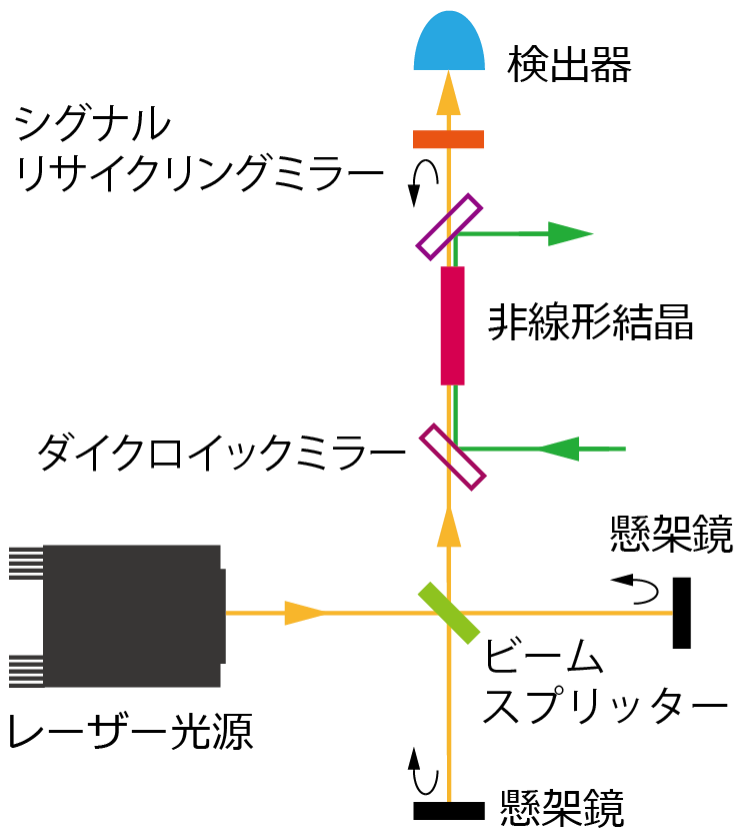 検出器
シグナル
リサイクリングミラー
非線形結晶
ダイクロイックミラー
懸架鏡
ビーム
スプリッター
レーザー光源
懸架鏡